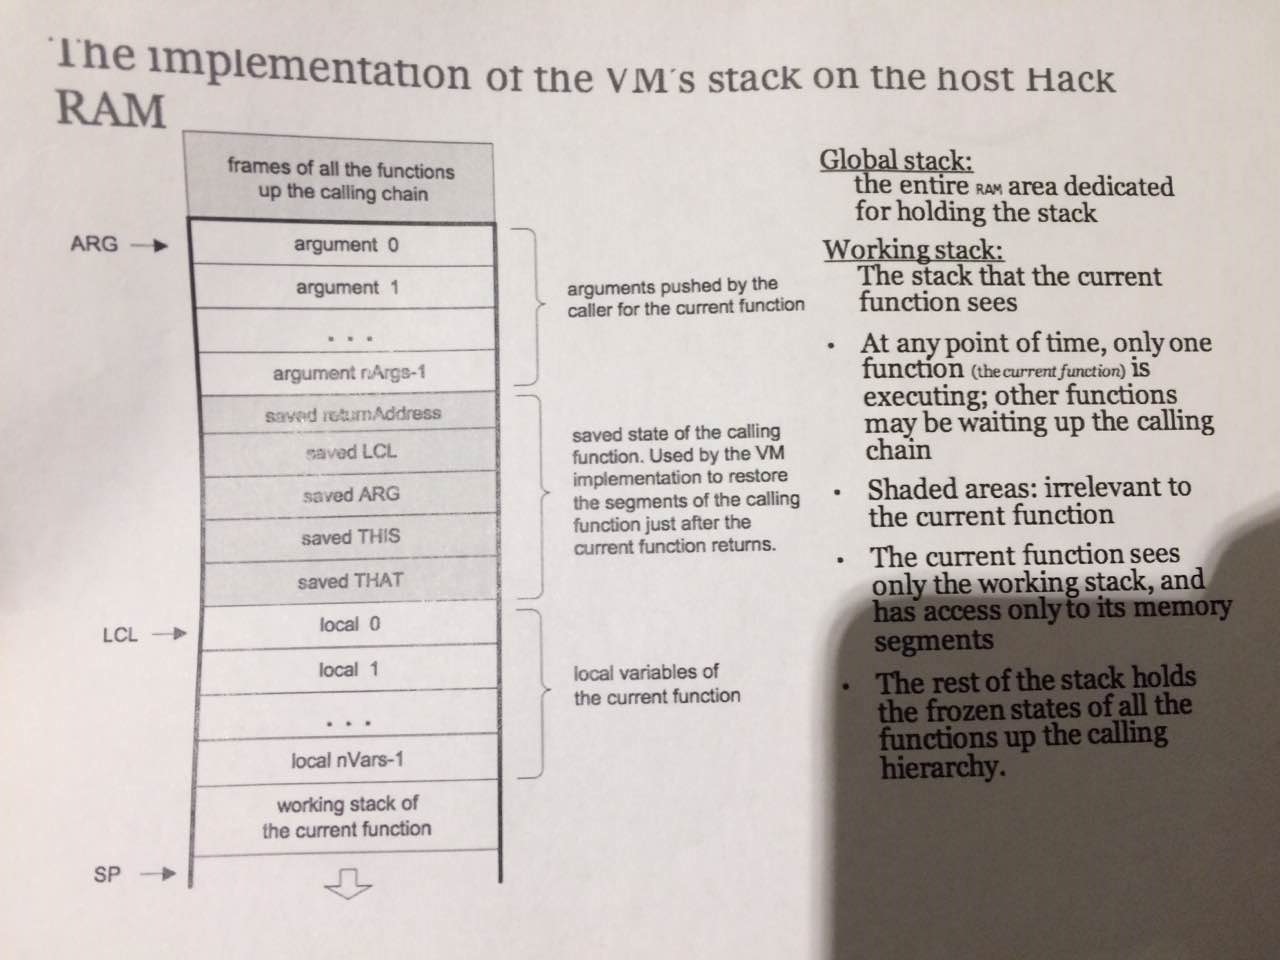 The implementation of the VM's stack on the host Hack
RAM
frames of all the functions
up the calling chain
ARG
argument 0
argument 1
. . .
argument nArgs-1
saved returnAddress
saved LCL
saved ARG
saved THIS
saved THAT
LCL
local 0
local 1
. . .
local nVars-1
working stack of
the current function
SP
arguments pushed by the
caller for the current function
saved state of the calling
function. Used by the VM
implementation to restore
the segments of the calling
function just after the
current function returns.
local variables of
the current function
Global stack:
the entire RAM area dedicated
for holding the stack
Working stack:
The stack that the current
function sees
• At any point of time, only one
function (the current function) is
executing; other functions
may be waiting up the calling
chain
• Shaded areas: irrelevant to
the current function
• The current function sees
only the working stack, and
has access only to its memory
segments
• The rest of the stack holds
the frozen states of all the
functions up the calling
hierarchy.